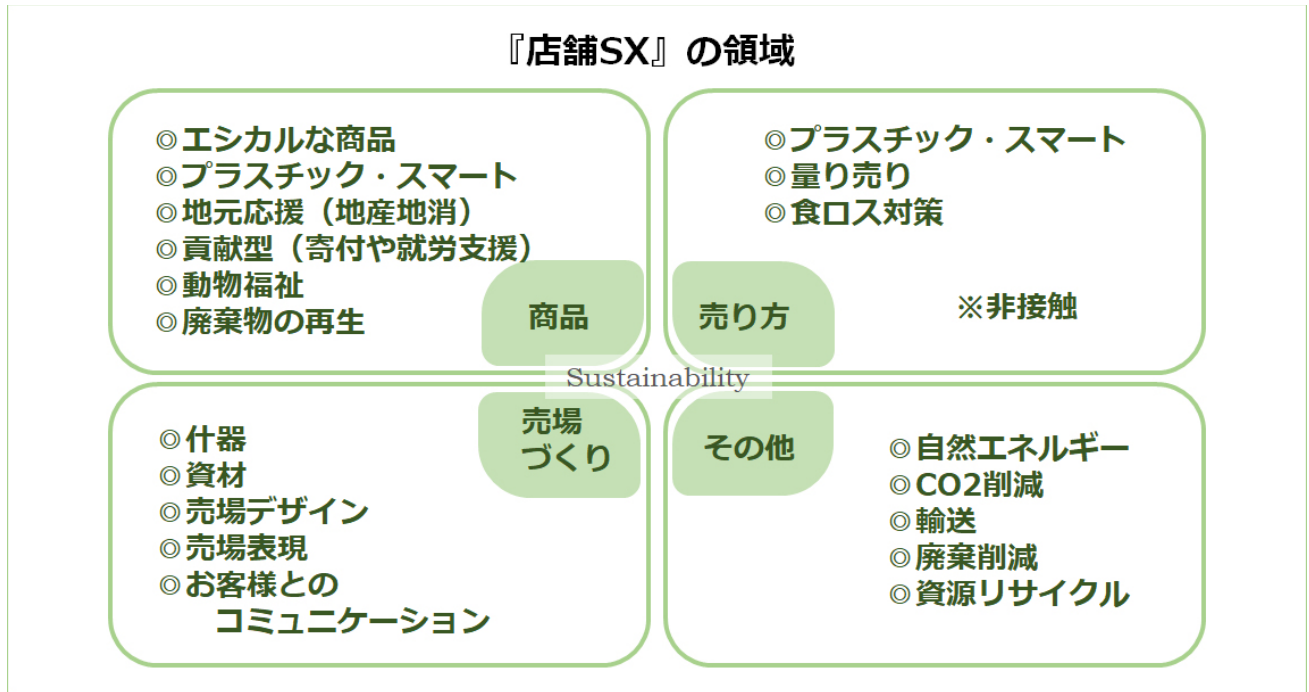 『店舗SX』の領域
◎エシカルな商品
◎プラスチック・スマート
◎地元応援（地産地消）
◎貢献型（寄付や就労支援）
◎動物福祉
◎廃棄物の再生
商品
◎プラスチック・スマート
◎量り売り
◎食ロス対策
※非接触
売り方
Sustainability
売場
づくり
◎什器
◎資材
◎売場デザイン
◎売場表現
◎お客様との
コミュニケーション
その他
◎自然エネルギー
◎CO2削減
◎輸送
◎廃棄削減
◎資源リサイクル